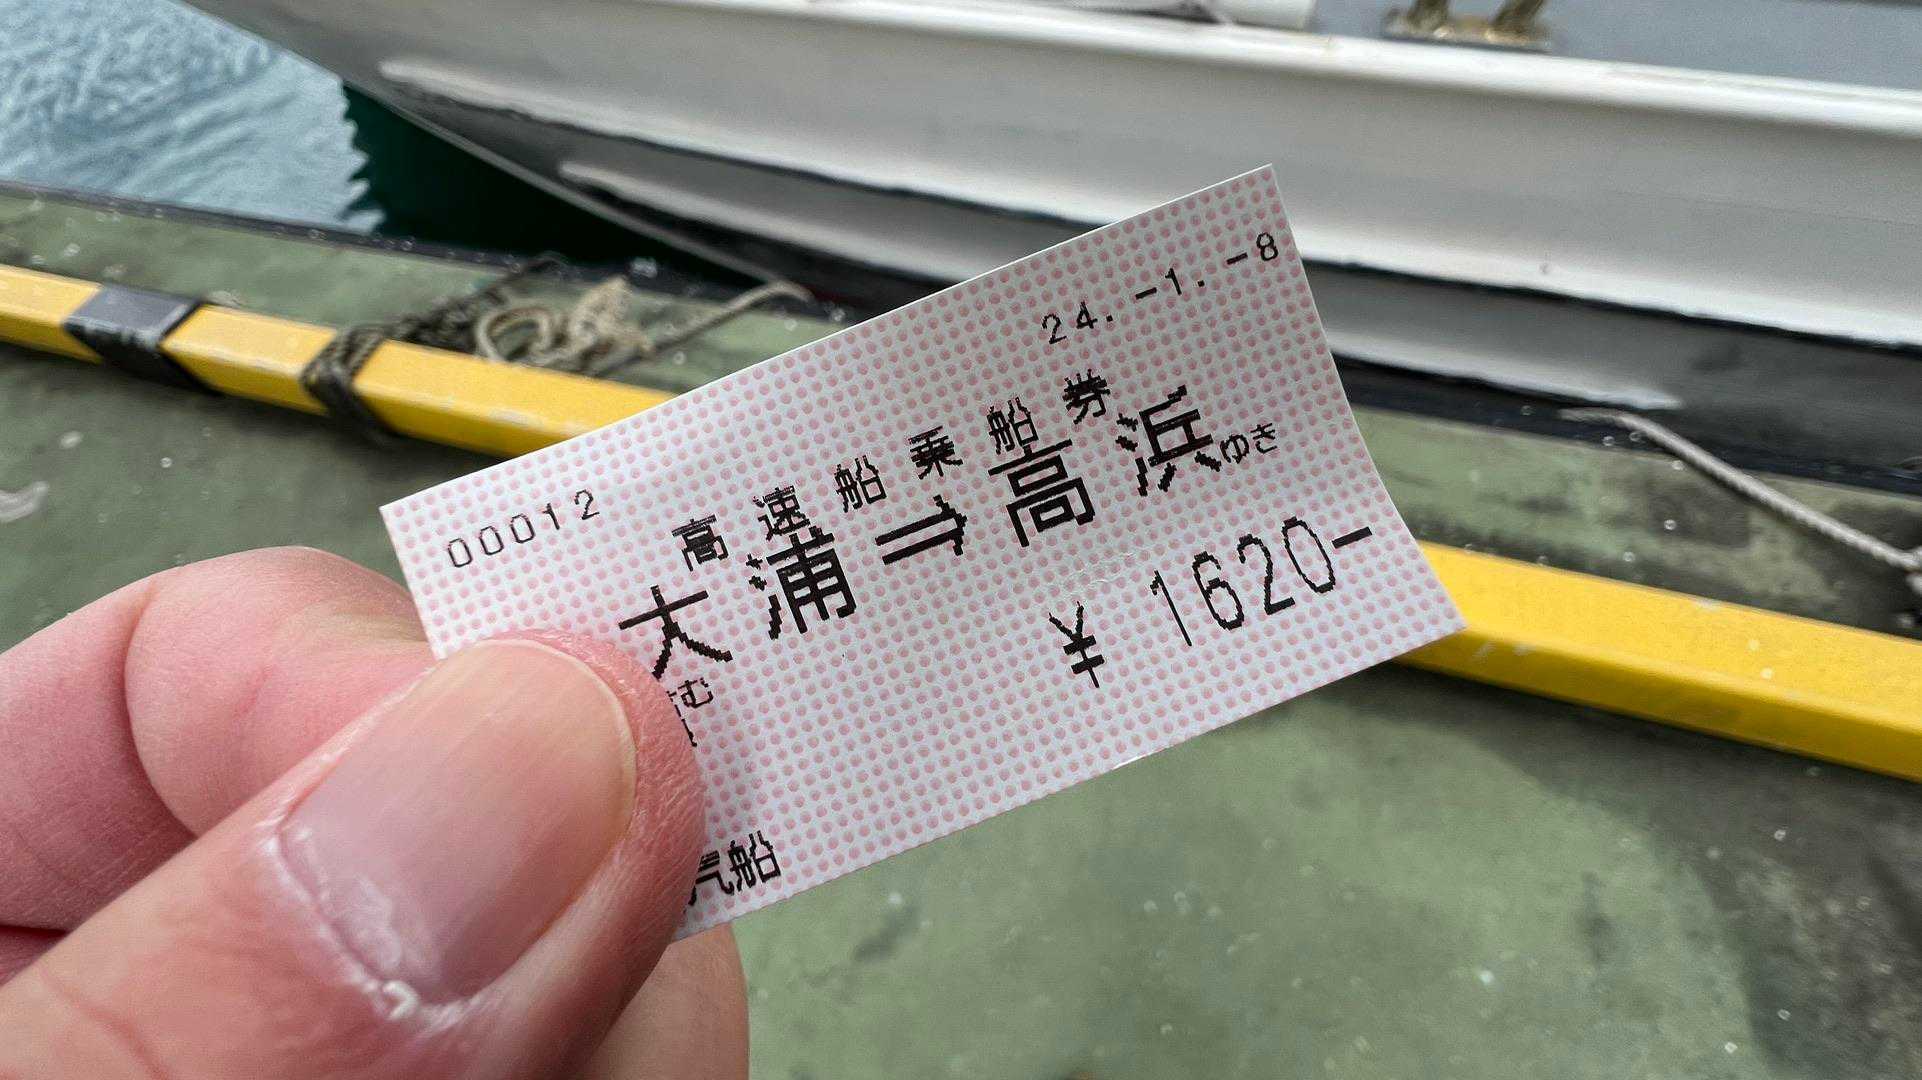 24.-1.-8
00012
高速船乗船券
大浦⇒高浜ゆき
¥1620-
む
汽船